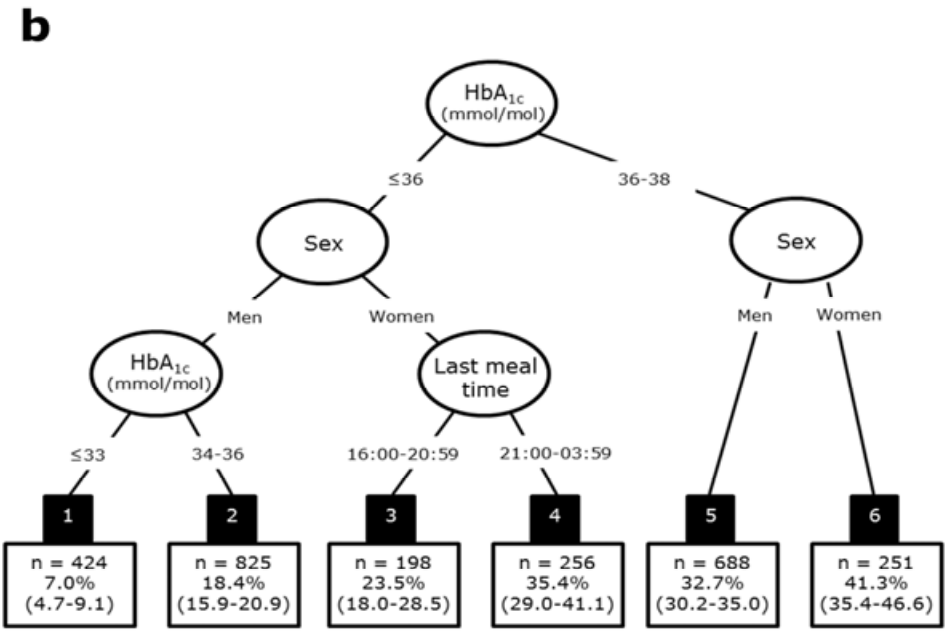 b
HbA1c
(mmol/mol)
≤36
36-38
Sex
Sex
Men
Women
Men
Women
HbA1c
(mmol/mol)
Last meal
time
≤33
34-36
16:00-20:59
21:00-03:59
1
n = 424
7.0%
(4.7-9.1)
2
n = 825
18.4%
(15.9-20.9)
3
n = 198
23.5%
(18.0-28.5)
4
n = 256
35.4%
(29.0-41.1)
5
n = 688
32.7%
(30.2-35.0)
6
n = 251
41.3%
(35.4-46.6)